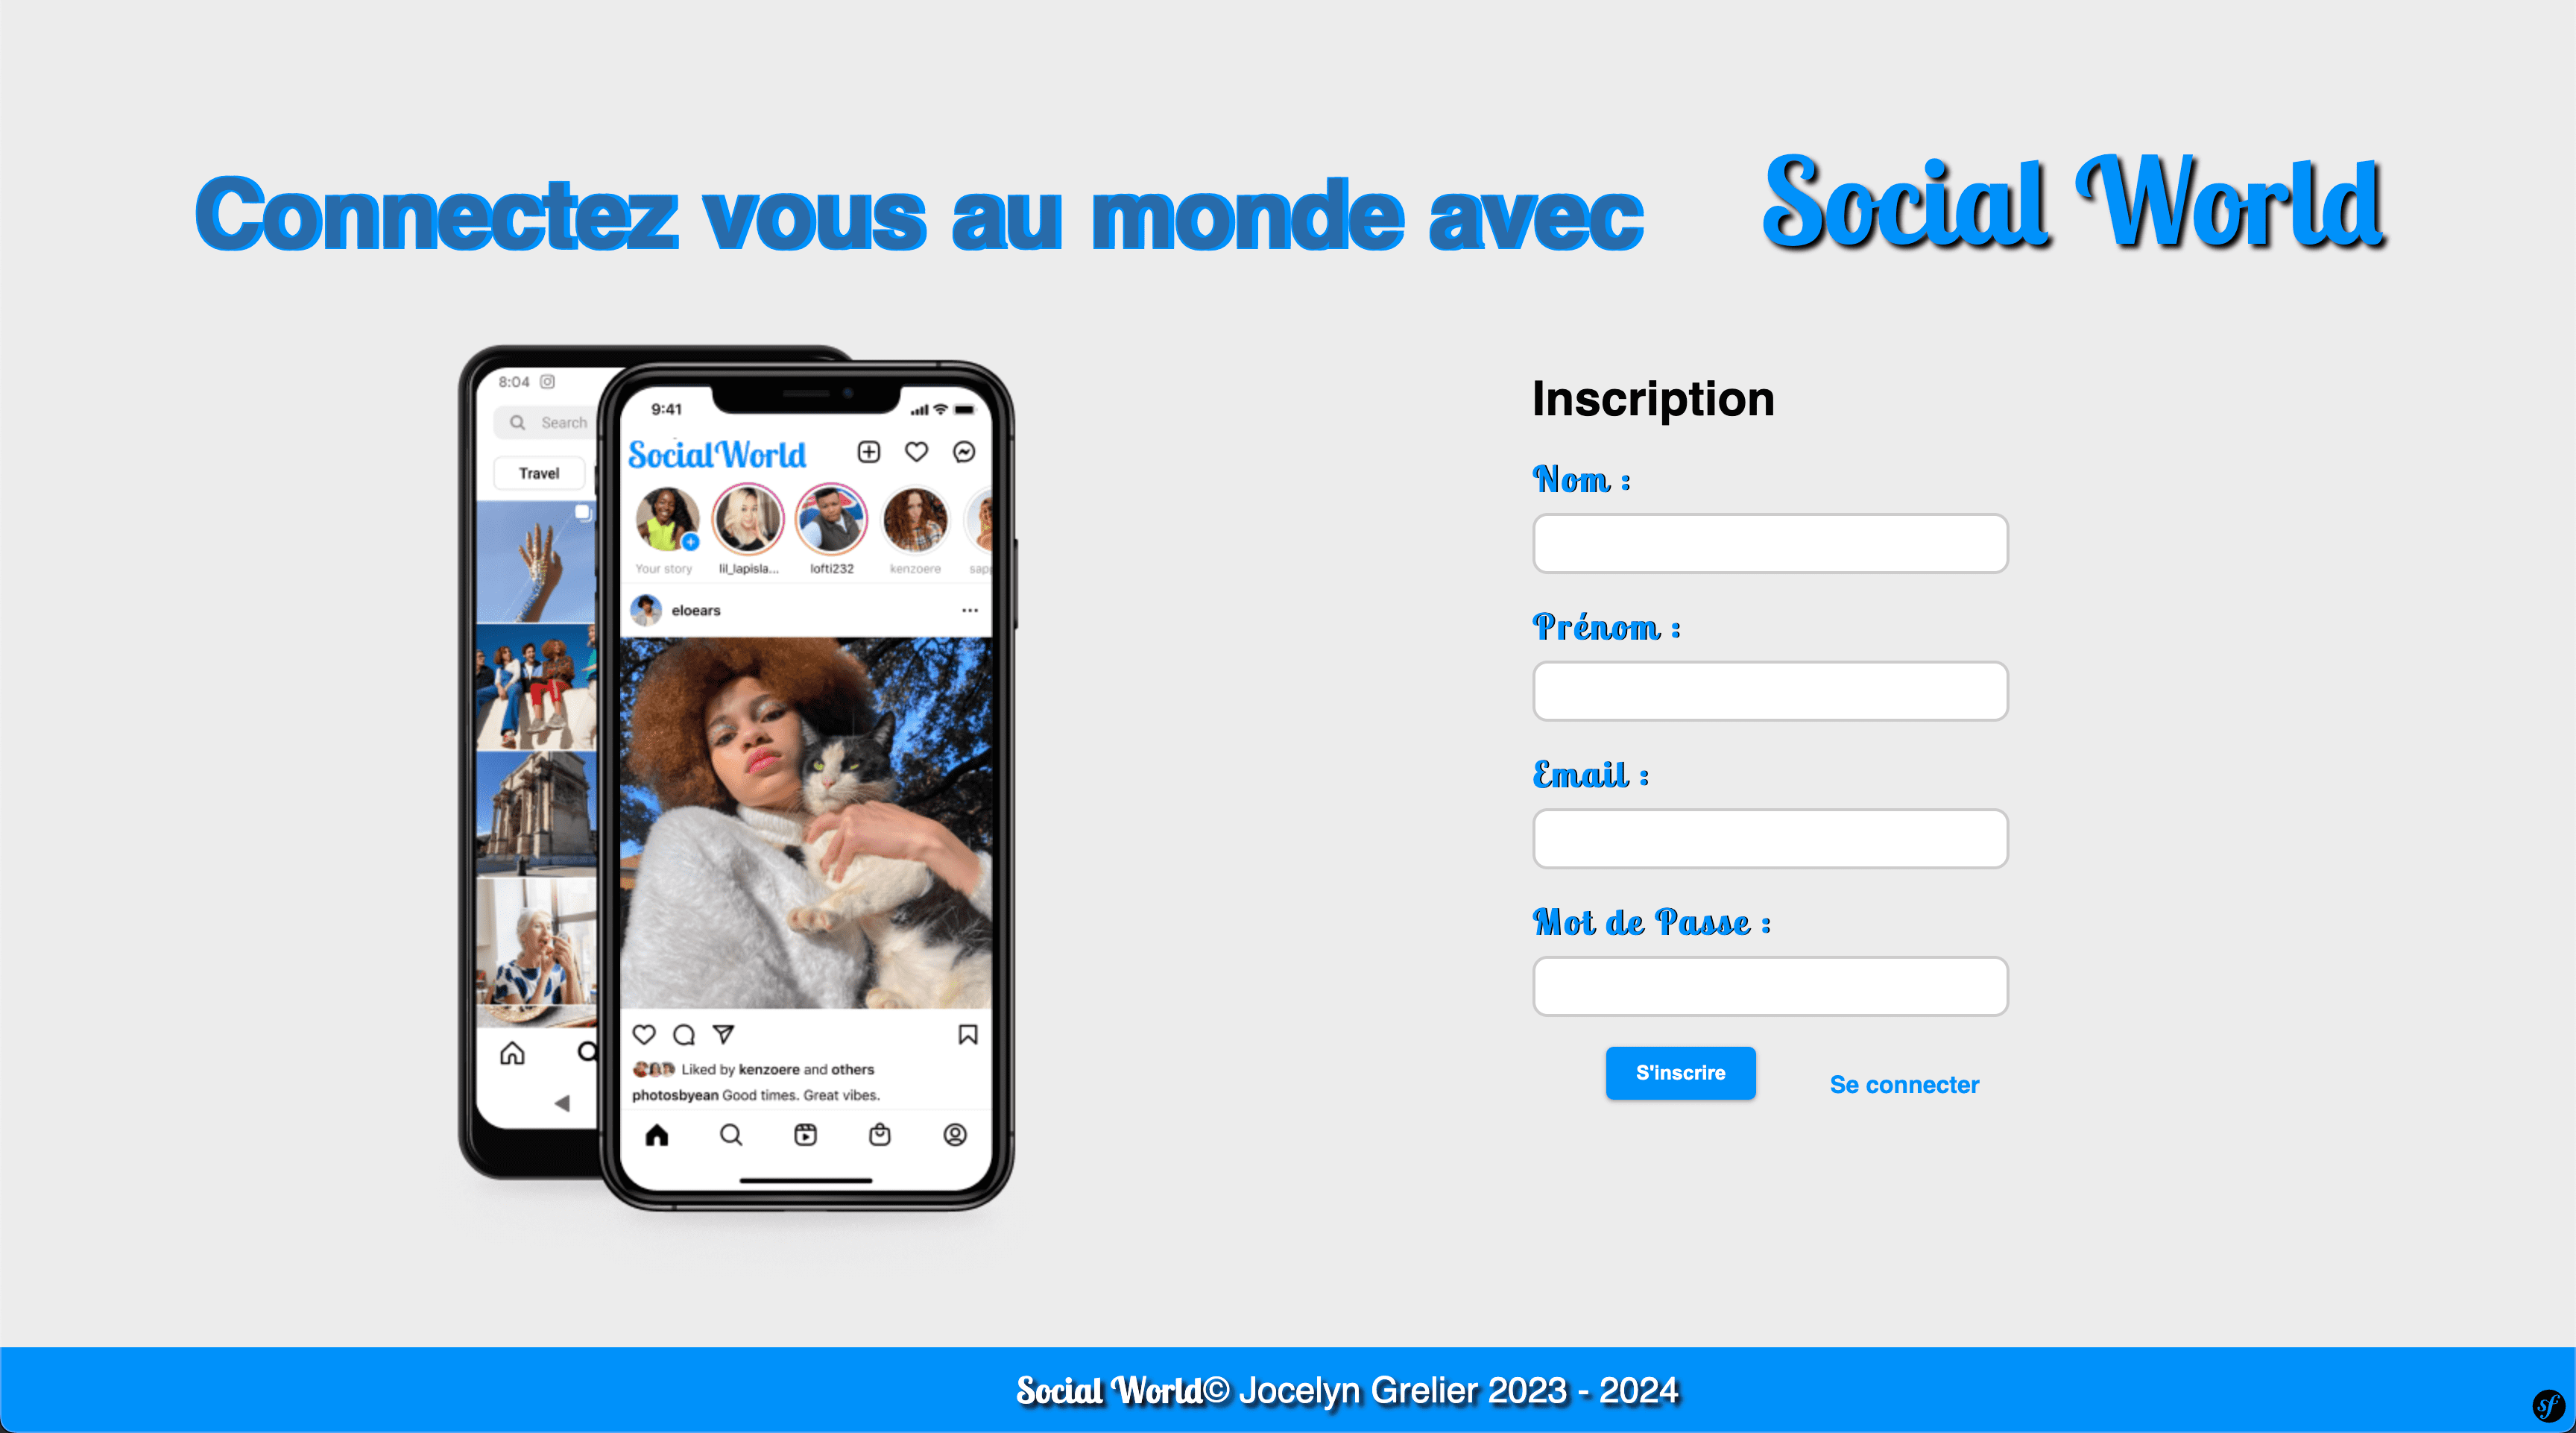 Connectez vous au monde avec Social World
8:04
Search
Travel
9:41
Social World
Your story lil_lapisla... lofti232 kenzoere sapp
eloears
Liked by kenzoere and others
photosbyean Good times. Great vibes.
Inscription
Nom :
Prénom :
Email :
Mot de Passe :
S'inscrire Se connecter
Social World© Jocelyn Grelier 2023 - 2024
sf